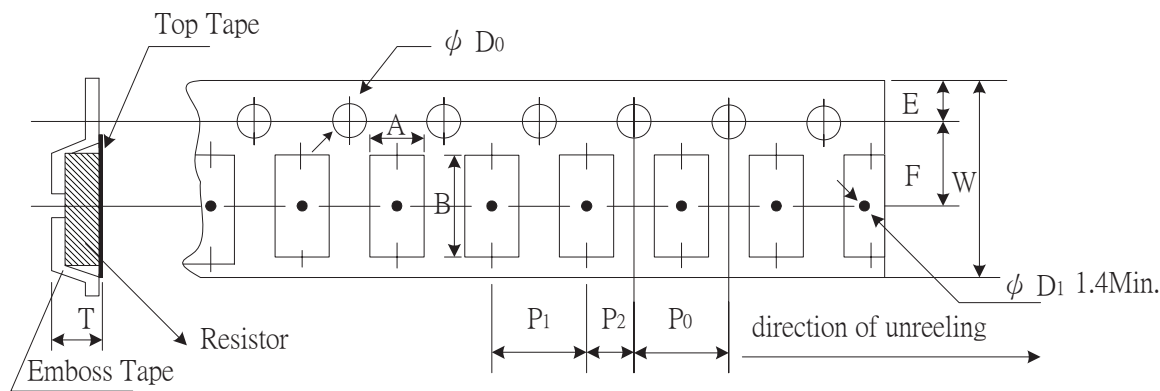 Top Tape
ψ D0
E
A
F
W
B
ψ D1 1.4Min.
T
P1
P2
P0
direction of unreeling
Resistor
Emboss Tape